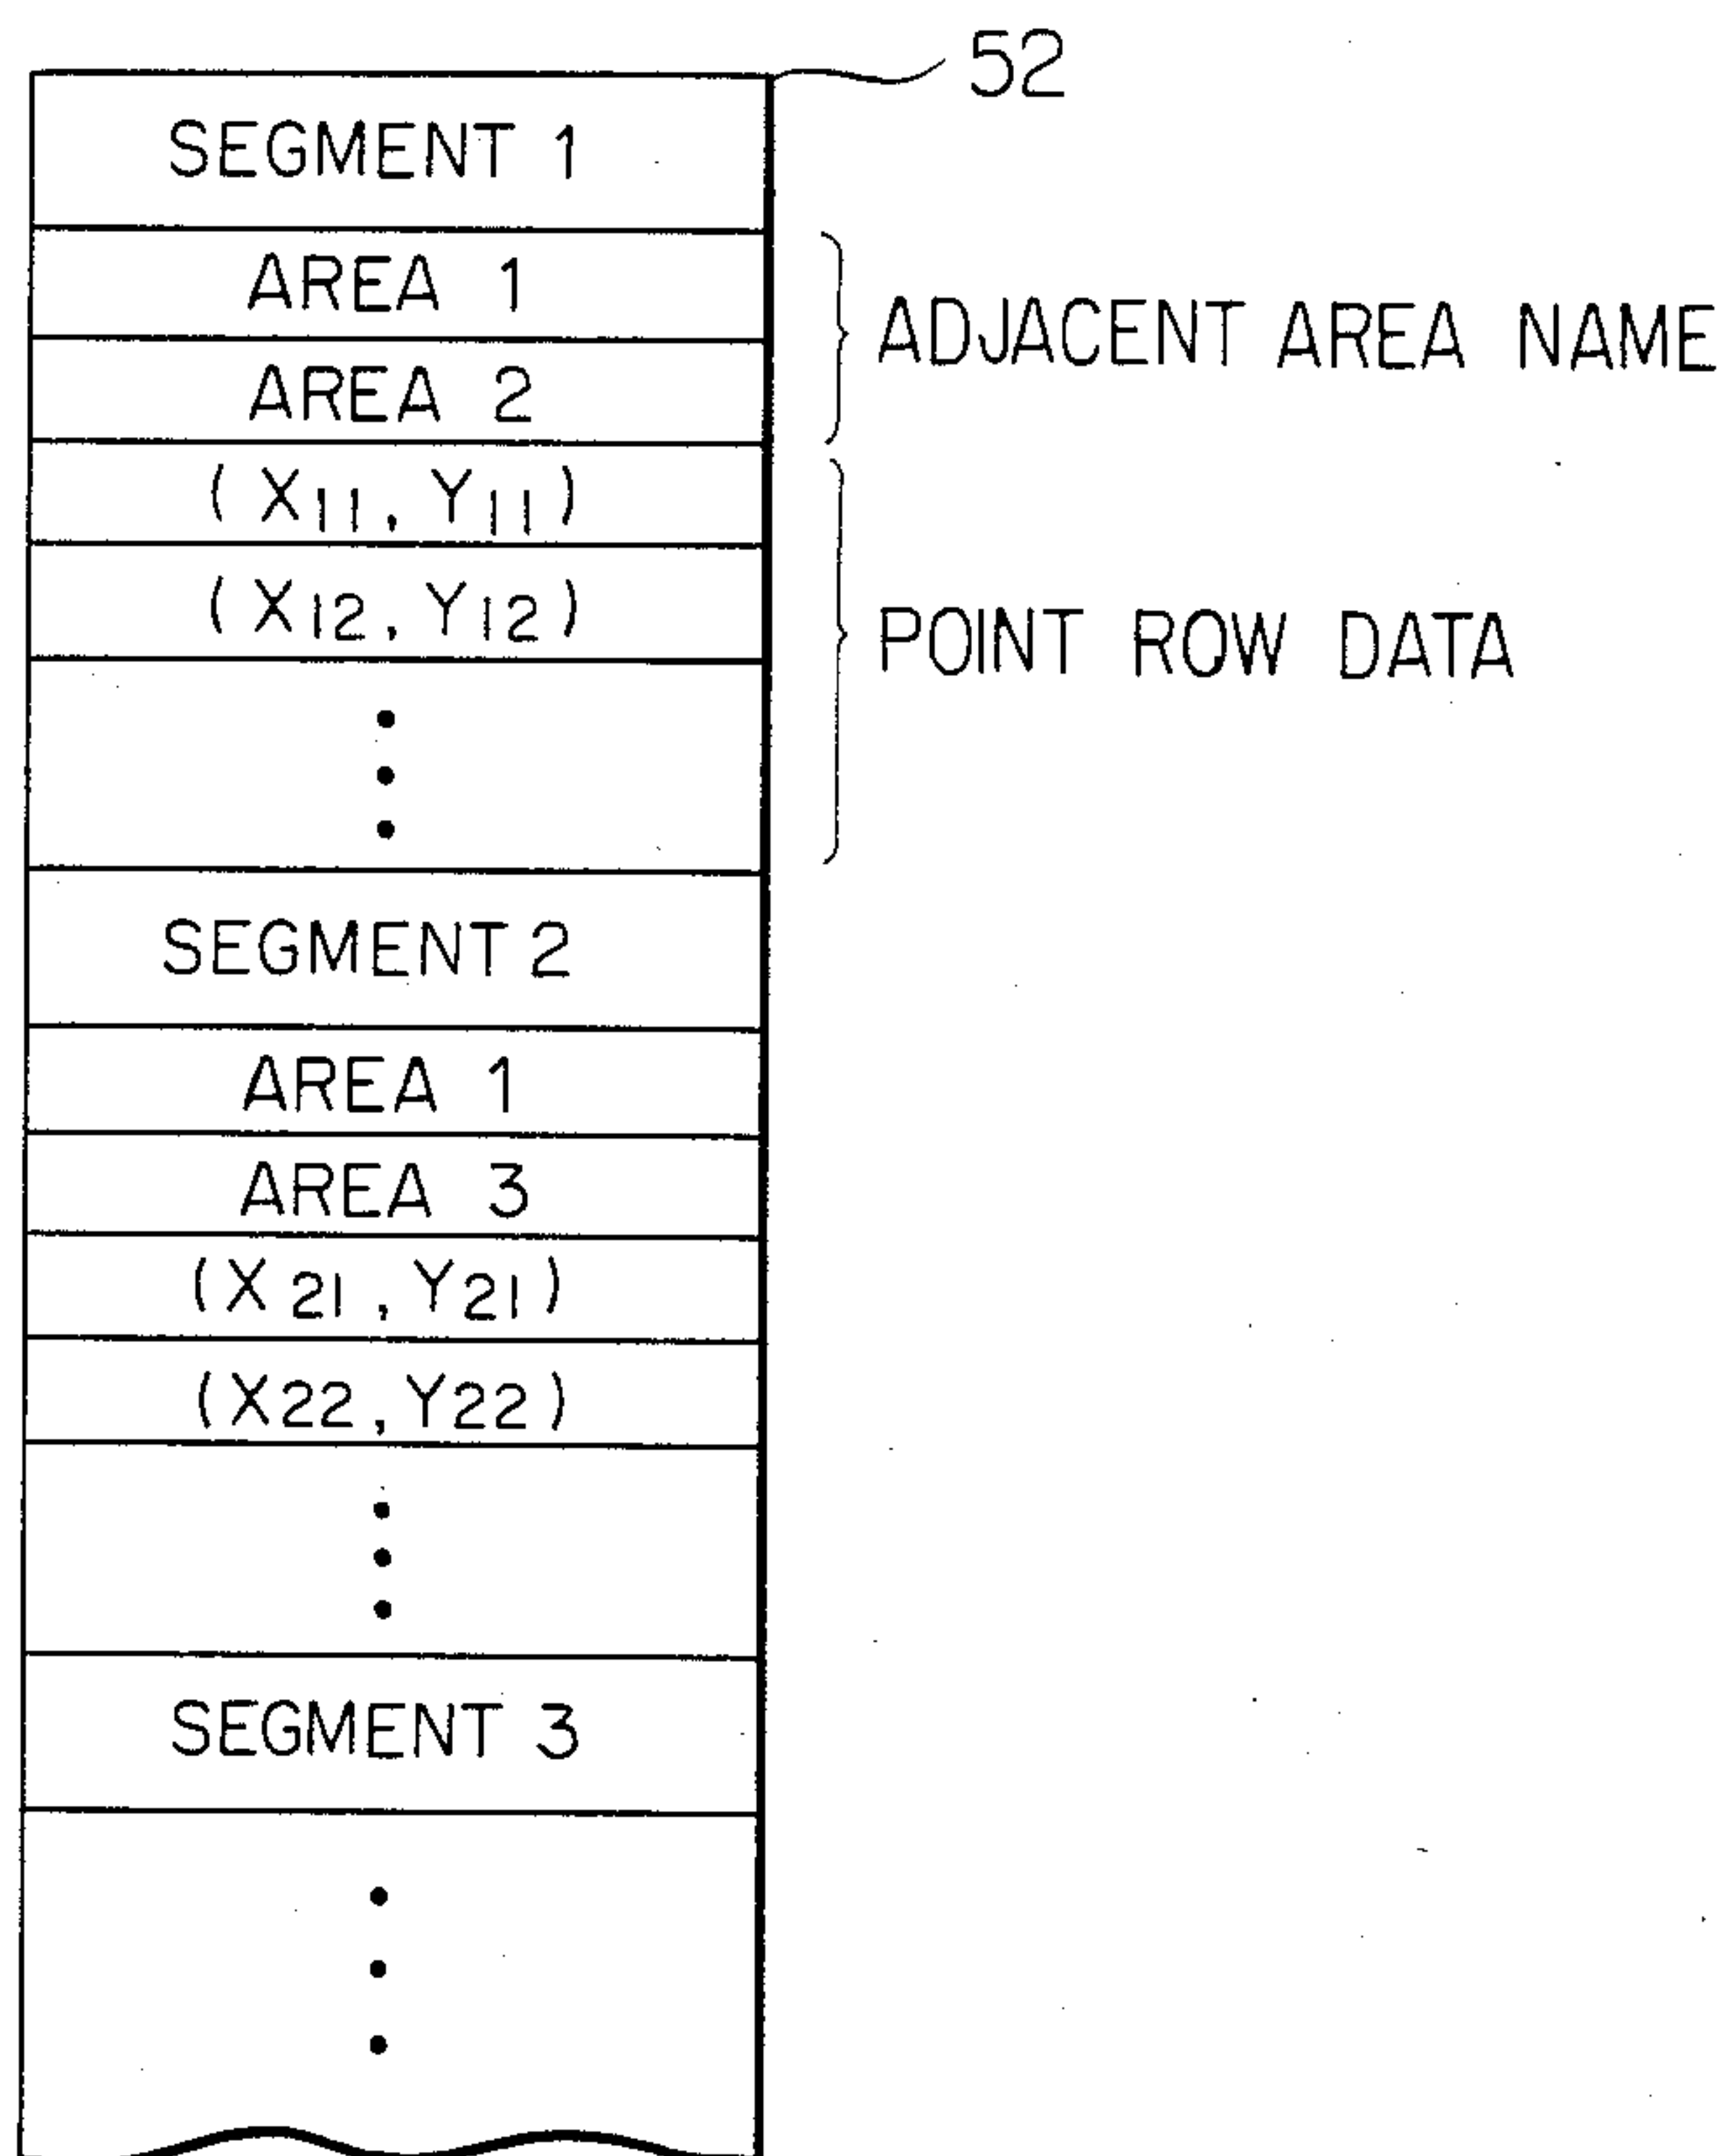 52
SEGMENT 1
AREA 1
AREA 2
ADJACENT AREA NAME
(X11, Y11)
(X12, Y12)
POINT ROW DATA
SEGMENT 2
AREA 1
AREA 3
(X21, Y21)
(X22, Y22)
SEGMENT 3